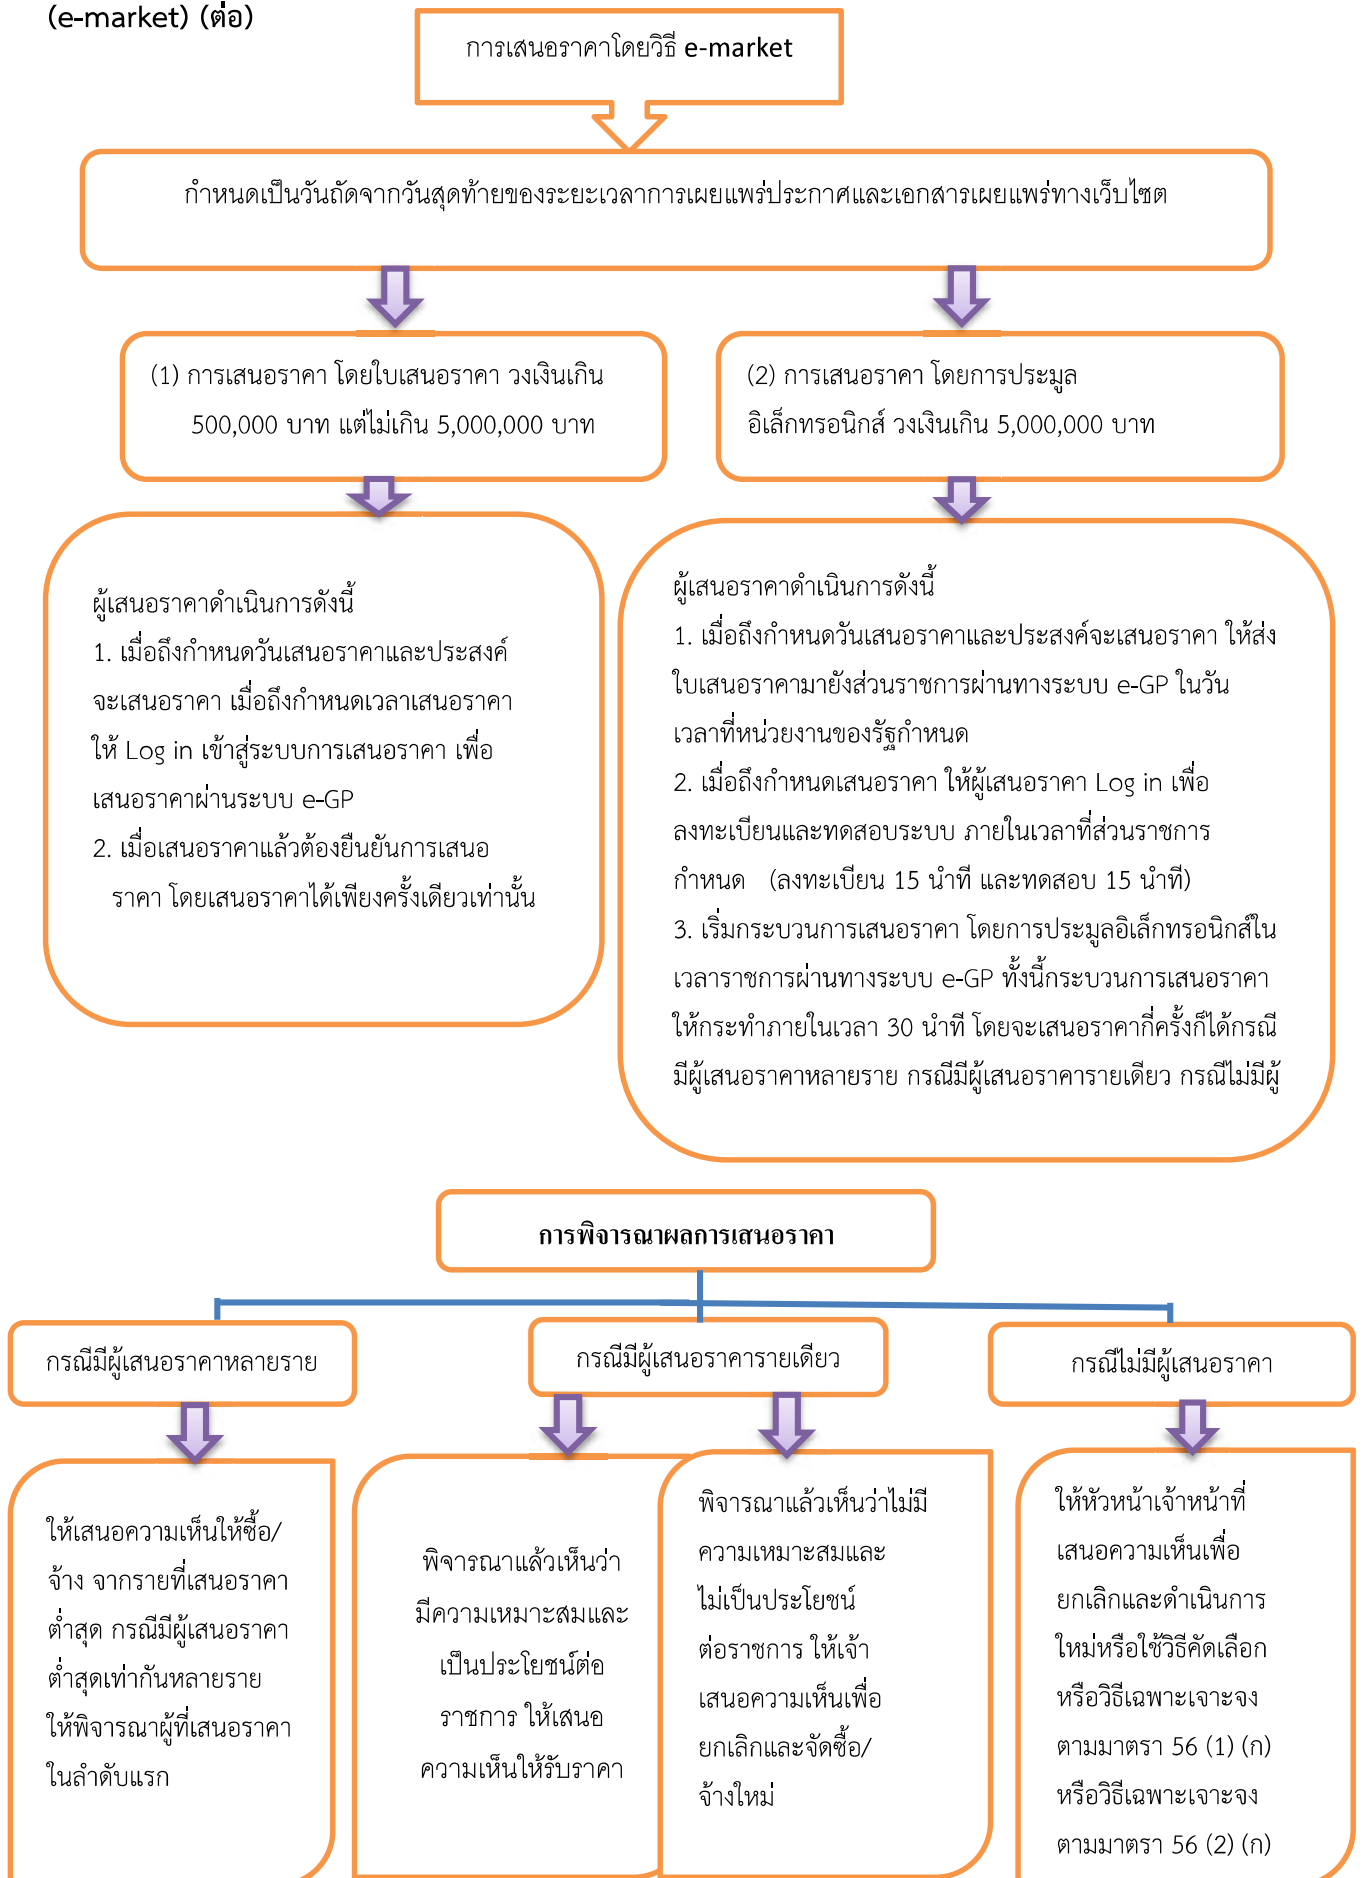 (e-market) (ต่อ)
การเสนอราคาโดยวิธี e-market
กำหนดเป็นวันถัดจากวันสุดท้ายของระยะเวลาการเผยแพร่ประกาศและเอกสารเผยแพร่ทางเว็บไซต
(1) การเสนอราคา โดยใบเสนอราคา วงเงินเกิน
500,000 บาท แต่ไม่เกิน 5,000,000 บาท
(2) การเสนอราคา โดยการประมูล
อิเล็กทรอนิกส์ วงเงินเกิน 5,000,000 บาท
ผู้เสนอราคาดำเนินการดังนี้
1. เมื่อถึงกำหนดวันเสนอราคาและประสงค์
จะเสนอราคา เมื่อถึงกำหนดเวลาเสนอราคา
ให้ Log in เข้าสู่ระบบการเสนอราคา เพื่อ
เสนอราคาผ่านระบบ e-GP
2. เมื่อเสนอราคาแล้วต้องยืนยันการเสนอ
ราคา โดยเสนอราคาได้เพียงครั้งเดียวเท่านั้น
ผู้เสนอราคาดำเนินการดังนี้
1. เมื่อถึงกำหนดวันเสนอราคาและประสงค์จะเสนอราคา ให้ส่ง
ใบเสนอราคามายังส่วนราชการผ่านทางระบบ e-GP ในวัน
เวลาที่หน่วยงานของรัฐกำหนด
2. เมื่อถึงกำหนดเสนอราคา ให้ผู้เสนอราคา Log in เพื่อ
ลงทะเบียนและทดสอบระบบ ภายในเวลาที่ส่วนราชการ
กำหนด (ลงทะเบียน 15 นำที และทดสอบ 15 นำที)
3. เริ่มกระบวนการเสนอราคา โดยการประมูลอิเล็กทรอนิกส์ใน
เวลาราชการผ่านทางระบบ e-GP ทั้งนี้กระบวนการเสนอราคา
ให้กระทำภายในเวลา 30 นำที โดยจะเสนอราคากี่ครั้งก็ได้กรณี
มีผู้เสนอราคาหลายราย กรณีมีผู้เสนอราคารายเดียว กรณีไม่มีผู้
การพิจารณาผลการเสนอราคา
กรณีมีผู้เสนอราคาหลายราย
กรณีมีผู้เสนอราคารายเดียว
กรณีไม่มีผู้เสนอราคา
ให้เสนอความเห็นให้ซื้อ/
จ้าง จากรายที่เสนอราคา
ต่ำสุด กรณีมีผู้เสนอราคา
ต่ำสุดเท่ากันหลายราย
ให้พิจารณาผู้ที่เสนอราคา
ในลำดับแรก
พิจารณาแล้วเห็นว่า
มีความเหมาะสมและ
เป็นประโยชน์ต่อ
ราชการ ให้เสนอ
ความเห็นให้รับราคา
พิจารณาแล้วเห็นว่าไม่มี
ความเหมาะสมและ
ไม่เป็นประโยชน์
ต่อราชการ ให้เจ้า
เสนอความเห็นเพื่อ
ยกเลิกและจัดซื้อ/
จ้างใหม่
ให้หัวหน้าเจ้าหน้าที่
เสนอความเห็นเพื่อ
ยกเลิกและดำเนินการ
ใหม่หรือใช้วิธีคัดเลือก
หรือวิธีเฉพาะเจาะจง
ตามมาตรา 56 (1) (ก)
หรือวิธีเฉพาะเจาะจง
ตามมาตรา 56 (2) (ก)